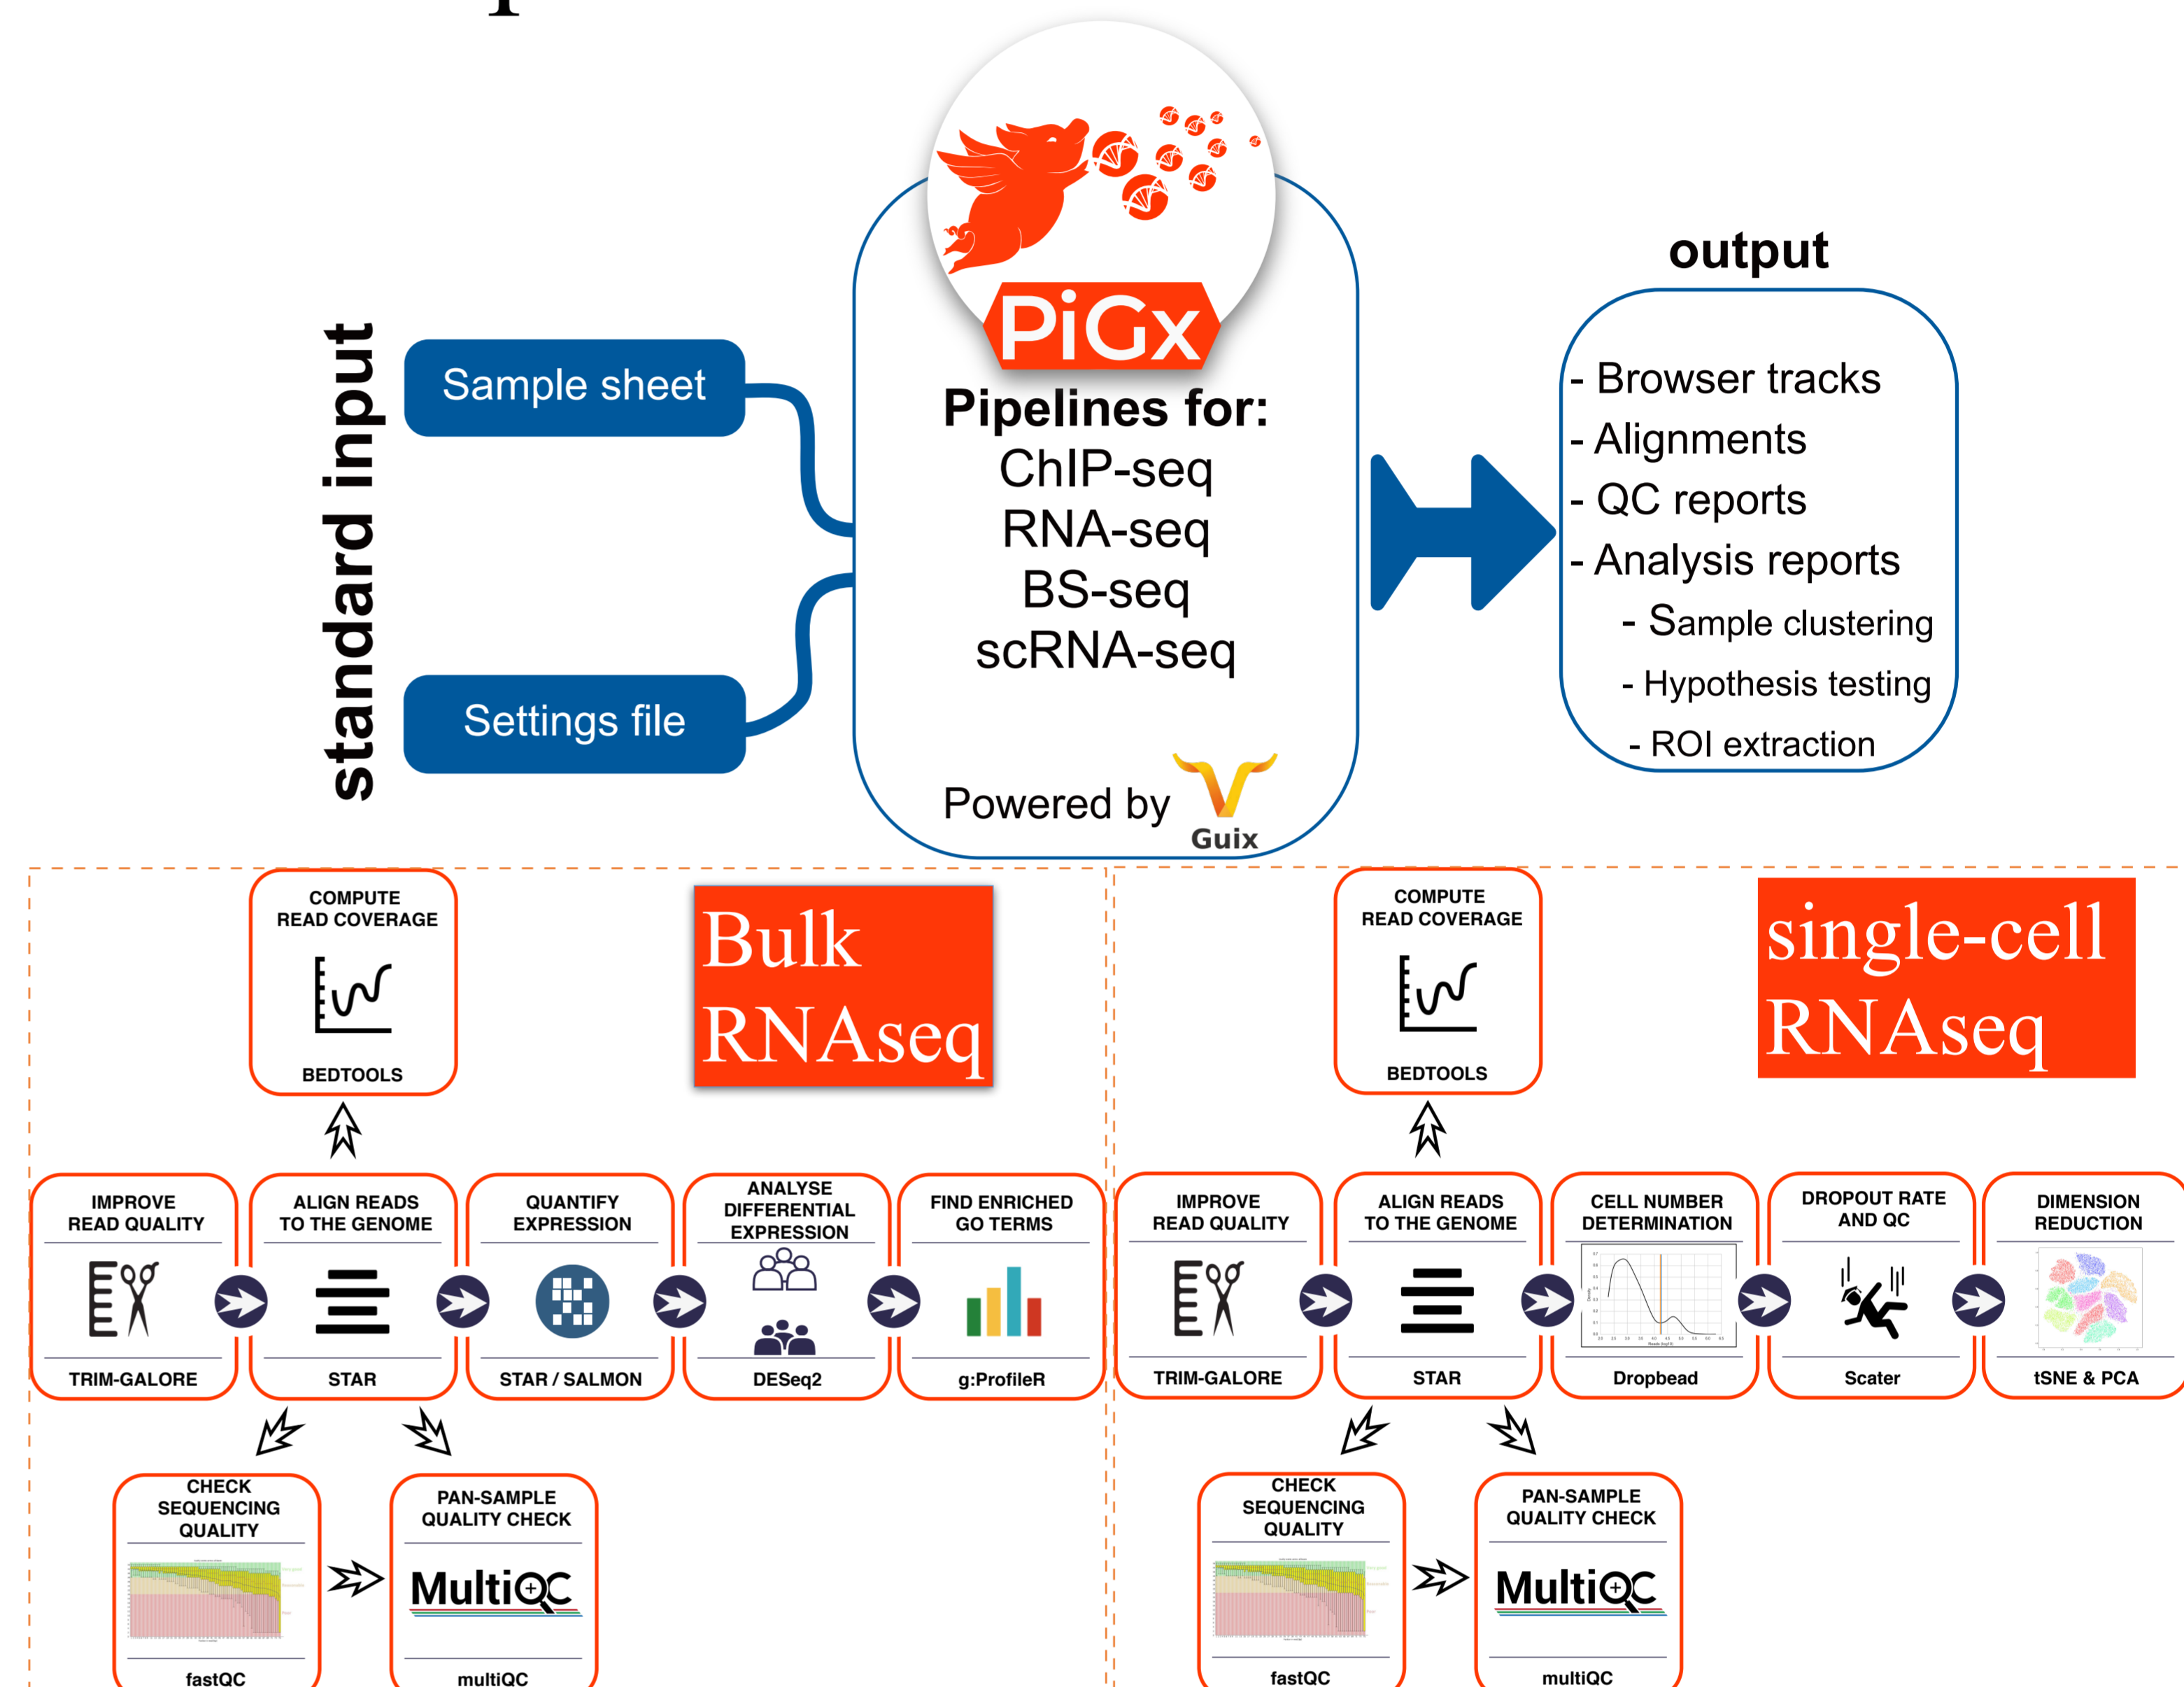 PiGx
standard input
Sample sheet
Settings file
Pipelines for:
ChIP-seq
RNA-seq
BS-seq
scRNA-seq
Powered by
Guix
output
- Browser tracks
- Alignments
- QC reports
- Analysis reports
- Sample clustering
- Hypothesis testing
- ROI extraction
Bulk
RNAseq
COMPUTE
READ COVERAGE
BEDTOOLS
IMPROVE
READ QUALITY
TRIM-GALORE
ALIGN READS
TO THE GENOME
STAR
QUANTIFY
EXPRESSION
STAR / SALMON
ANALYSE
DIFFERENTIAL
EXPRESSION
DESeq2
FIND ENRICHED
GO TERMS
g:ProfileR
CHECK
SEQUENCING
QUALITY
fastQC
PAN-SAMPLE
QUALITY CHECK
MultiQC
multiQC
single-cell
RNAseq
COMPUTE
READ COVERAGE
BEDTOOLS
IMPROVE
READ QUALITY
TRIM-GALORE
ALIGN READS
TO THE GENOME
STAR
CELL NUMBER
DETERMINATION
Dropbead
DROPOUT RATE
AND QC
Scater
DIMENSION
REDUCTION
tSNE & PCA
CHECK
SEQUENCING
QUALITY
fastQC
PAN-SAMPLE
QUALITY CHECK
MultiQC
multiQC